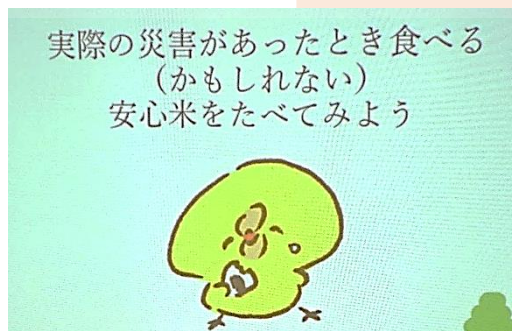 実際の災害があったとき食べる
（かもしれない）
安心米をたべてみよう